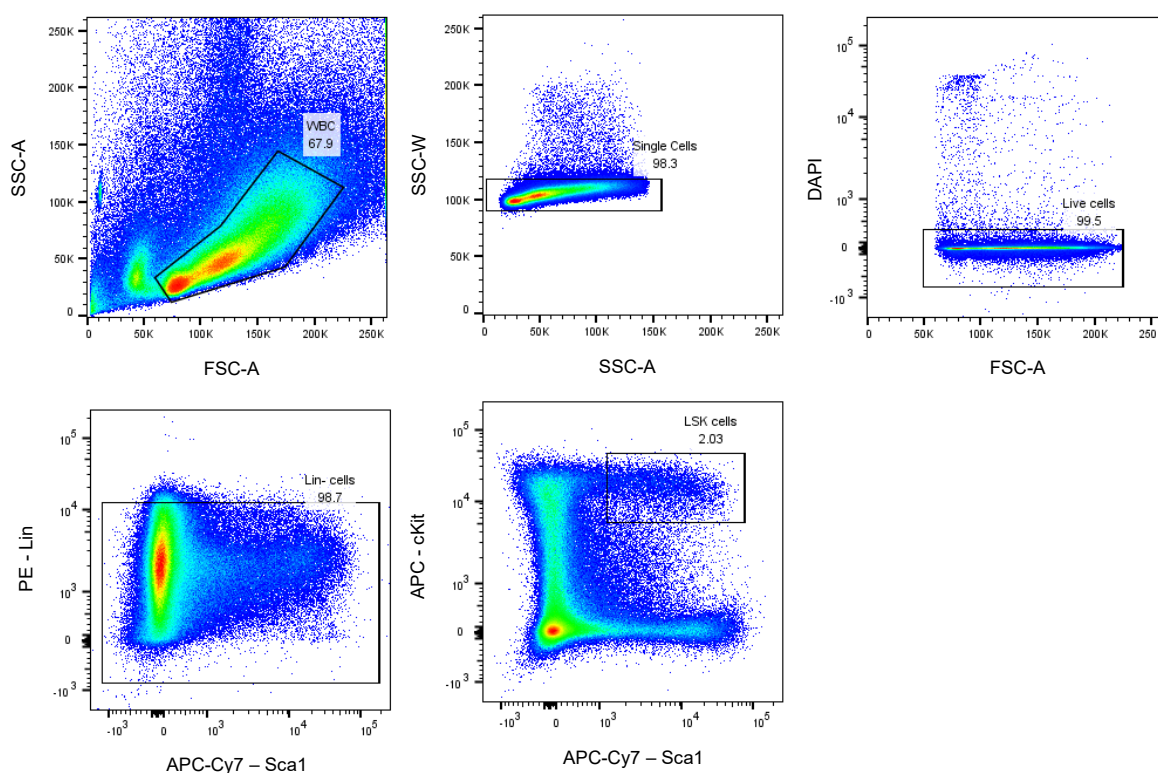 250K
200K
150K
100K
50K
0
SSC-A
WBC
67.9
0 50K 100K 150K 200K 250K
FSC-A
250K
200K
150K
100K
50K
0
SSC-W
Single Cells
98.3
0 50K 100K 150K 200K 250K
SSC-A
10^5
10^4
10^3
0
-10^3
DAPI
Live cells
99.5
0 50K 100K 150K 200K 250K
FSC-A
10^5
10^4
10^3
0
-10^3
PE - Lin
Lin- cells
98.7
-10^3 0 10^3 10^4 10^5
APC-Cy7 – Sca1
10^5
10^4
10^3
0
-10^3
APC - cKit
LSK cells
2.03
-10^3 0 10^3 10^4 10^5
APC-Cy7 – Sca1